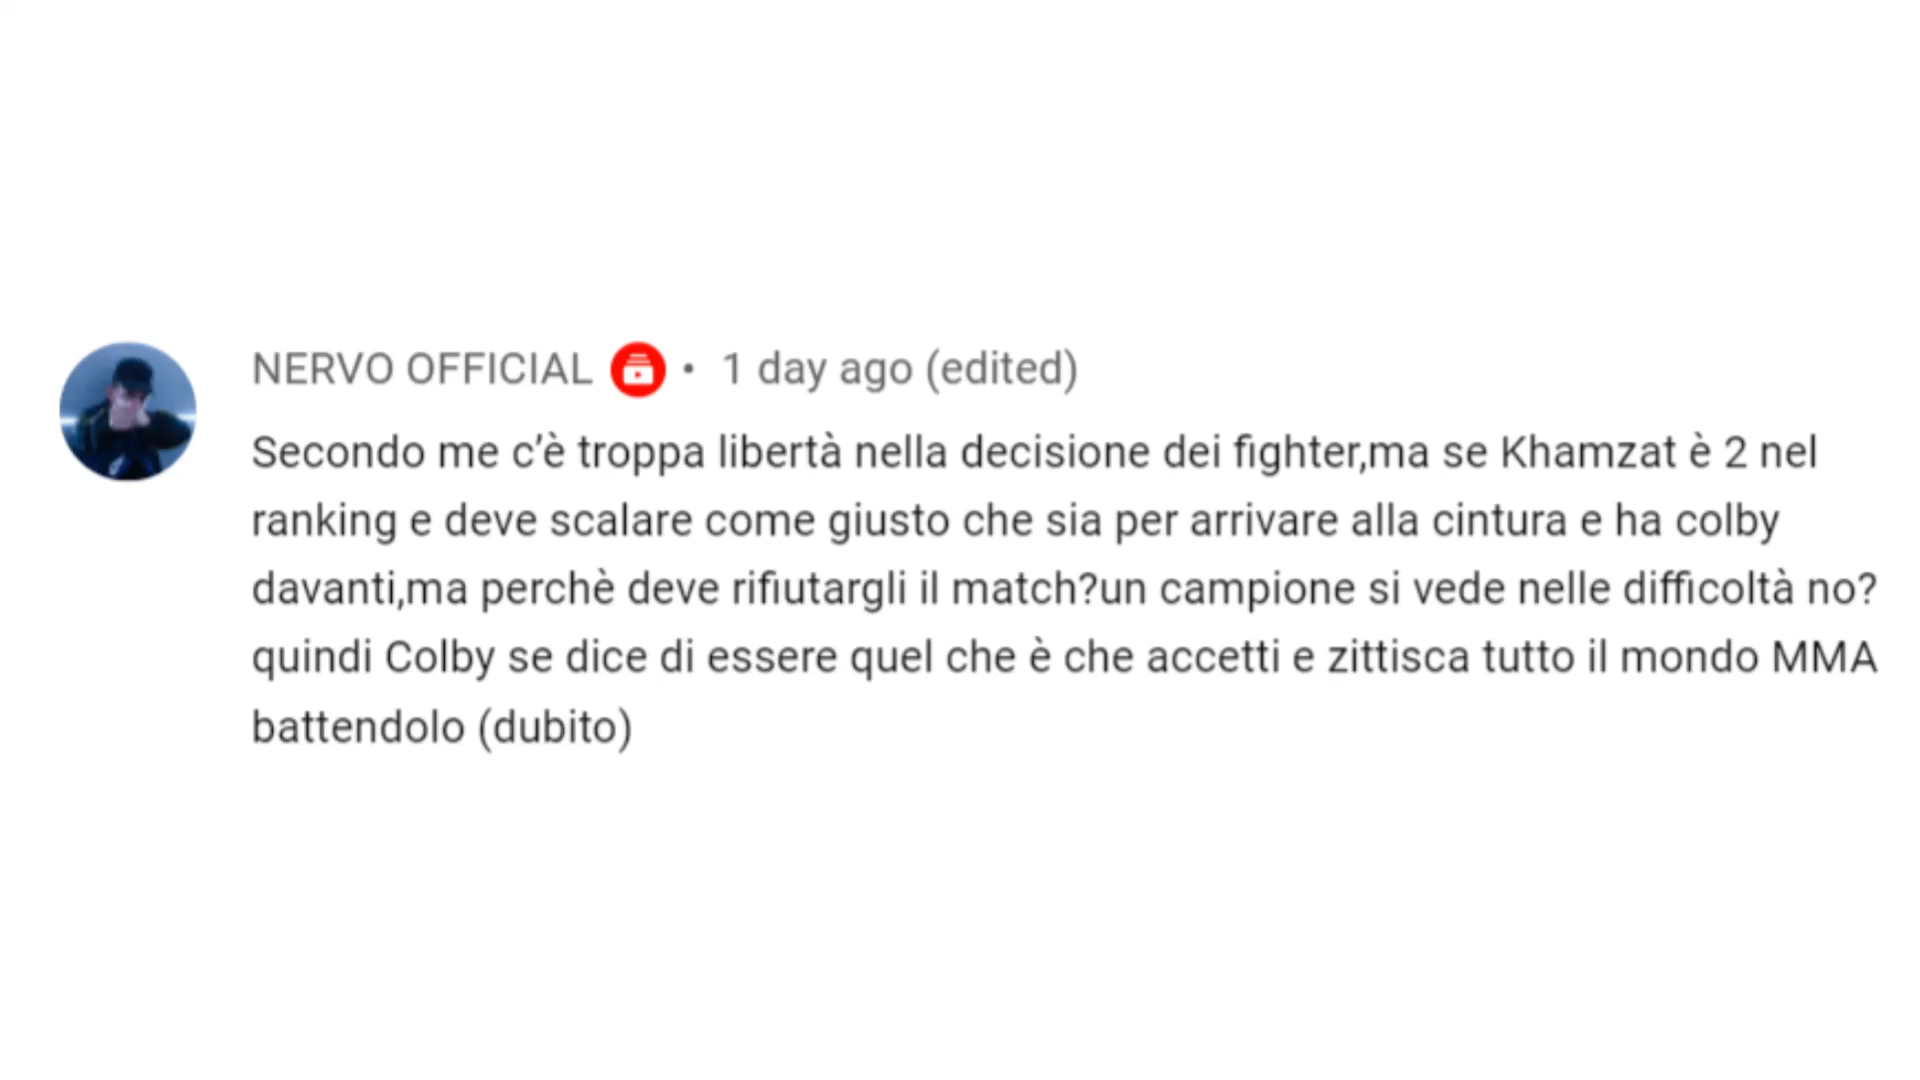 NERVO OFFICIAL • 1 day ago (edited)
Secondo me c’è troppa libertà nella decisione dei fighter,ma se Khamzat è 2 nel
ranking e deve scalare come giusto che sia per arrivare alla cintura e ha colby
davanti,ma perchè deve rifiutargli il match?un campione si vede nelle difficoltà no?
quindi Colby se dice di essere quel che è che accetti e zittisca tutto il mondo MMA
battendolo (dubito)